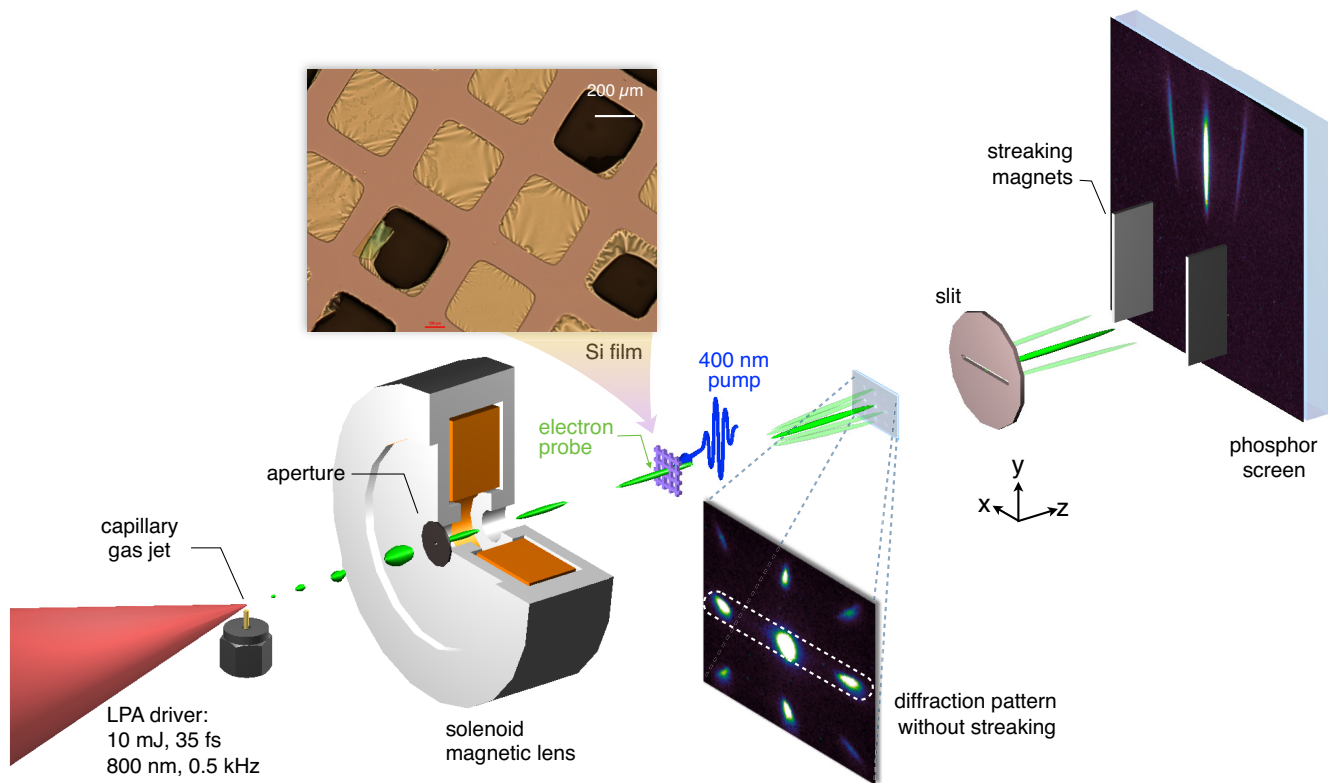 200 µm
streaking
magnets
slit
Si film
400 nm
pump
electron
probe
aperture
phosphor
screen
y
x
z
capillary
gas jet
LPA driver:
10 mJ, 35 fs
800 nm, 0.5 kHz
solenoid
magnetic lens
diffraction pattern
without streaking